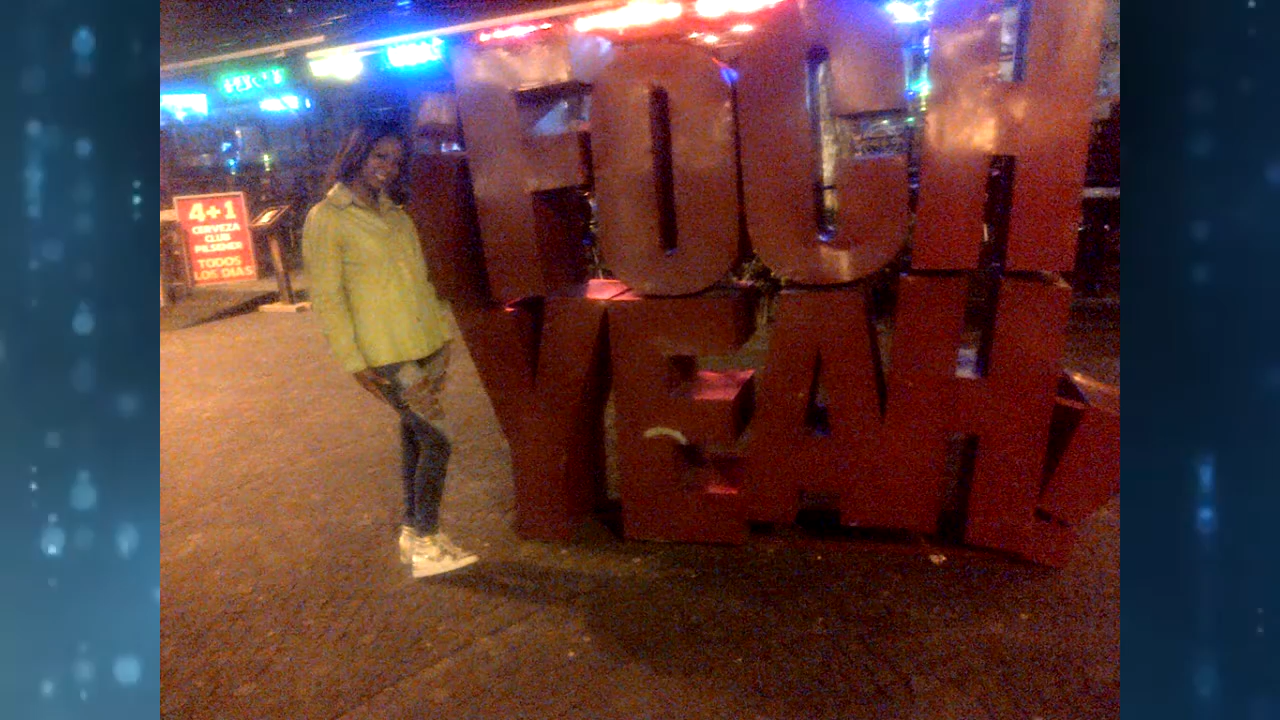 FOCH
YEAH
4+1
CERVEZA
CLUB
PILSENER
TODOS
LOS DIAS